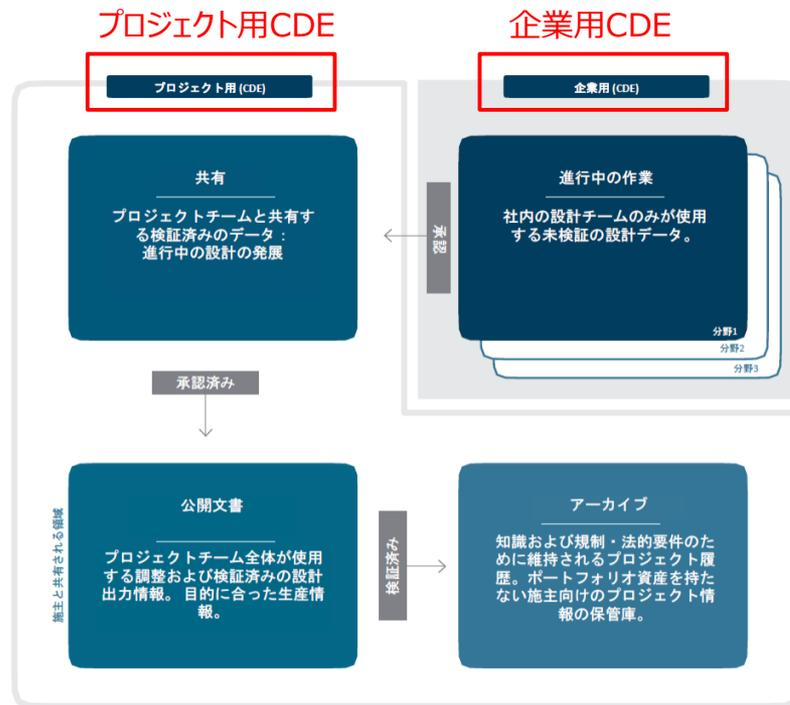 プロジェクト用CDE
企業用CDE
プロジェクト用 (CDE)
企業用 (CDE)
共有
プロジェクトチームと共有す
る検証済みのデータ：
進行中の設計の発展
承認
進行中の作業
社内の設計チームのみが使用
する未検証の設計データ。
分野1
分野2
分野3
承認済み
施主と共有される領域
公開文書
プロジェクトチーム全体が使用
する調整および検証済みの設計
出力情報。 目的に合った生産情
報。
検証済み
アーカイブ
知識および規制・法的要件のた
めに維持されるプロジェクト履
歴。ポートフォリオ資産を持た
ない施主向けのプロジェクト情
報の保管庫。